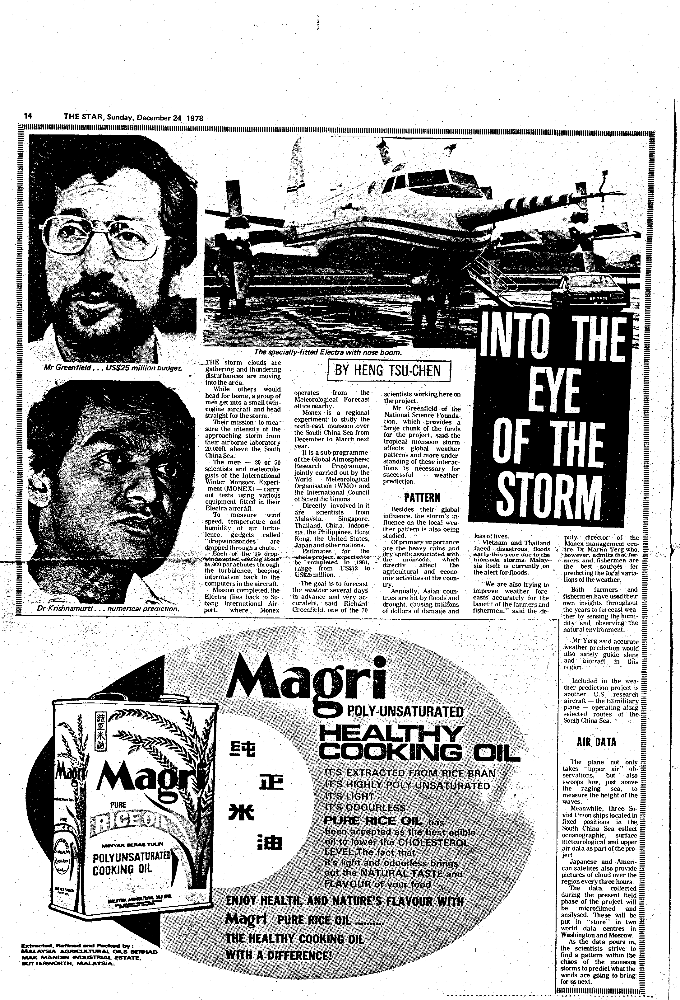 14 THE STAR, Sunday, December 24 1978
WP 7518
The specially-fitted Electra with nose boom.
Mr Greenfield . . . US$25 million budget.
Dr Krishnamurti . . . numerical prediction.
INTO THE
EYE
OF THE
STORM
BY HENG TSU-CHEN
THE storm clouds are
gathering and thundering
disturbances are moving
into the area.
While others would
head for home, a group of
men get into a small twin-
engine aircraft and head
straight for the storm.
Their mission: to mea-
sure the intensity of the
approaching storm from
their airborne laboratory
20,000ft above the South
China Sea.
The men — 20 or 50
scientists and meteorolo-
gists of the International
Winter Monsoon Experi-
ment (MONEX) — carry
out tests using various
equipment fitted in their
Electra aircraft.
To measure wind
speed, temperature and
humidity of air turbu-
lence, gadgets called
"dropwindsondes" are
dropped through a chute.
Each of the 10 drop-
windsondes, costing about
$1,000 parachutes through
the turbulence, beeping
information back to the
computers in the aircraft.
Mission completed, the
Electra flies back to Su-
bang International Air-
port, where Monex
operates from the
Meteorological Forecast
office nearby.
Monex is a regional
experiment to study the
north-east monsoon over
the South China Sea from
December to March next
year.
It is a sub-programme
of the Global Atmospheric
Research Programme,
jointly carried out by the
World Meteorological
Organisation (WMO) and
the International Council
of Scientific Unions.
Directly involved in it
are scientists from
Malaysia, Singapore,
Thailand, China, Indone-
sia, the Philippines, Hong
Kong, the United States,
Japan and other nations.
Estimates for the
whole project, expected to
be completed in 1981,
range from US$12 to
US$25 million.
The goal is to forecast
the weather several days
in advance and very ac-
curately, said Richard
Greenfield, one of the 70
scientists working here on
the project.
Mr Greenfield of the
National Science Founda-
tion, which provides a
large chunk of the funds
for the project, said the
tropical monsoon storm
affects global weather
patterns and more under-
standing of these interac-
tions is necessary for
successful weather
prediction.
PATTERN
Besides their global
influence, the storm's in-
fluence on the local wea-
ther pattern is also being
studied.
Of primary importance
are the heavy rains and
dry spells associated with
the monsoon, which
directly affect the
agricultural and econo-
mic activities of the coun-
try.
Annually, Asian coun-
tries are hit by floods and
drought, causing millions
of dollars of damage and
loss of lives.
Vietnam and Thailand
faced disastrous floods
early this year due to the
monsoon storms. Malay-
sia itself is currently on
the alert for floods.
"We are also trying to
improve weather fore-
casts accurately for the
benefit of the farmers and
fishermen," said the de-
puty director of the
Monex management cen-
tre, Dr Martin Yerg who,
however, admits that far-
mers and fishermen are
the best sources for
predicting the local varia-
tions of the weather.
Both farmers and
fishermen have used their
own insights throughout
the years to forecast wea-
ther by sensing the humi-
dity and observing the
natural environment.
Mr Yerg said accurate
weather prediction would
also safely guide ships
and aircraft in this
region.
Included in the wea-
ther prediction project is
another U.S. research
aircraft — the B3 military
plane — operating along
selected routes of the
South China Sea.
AIR DATA
The plane not only
takes "upper air" ob-
servations, but also
swoops low, just above
the raging sea, to
measure the height of the
waves.
Meanwhile, three So-
viet Union ships located in
fixed positions in the
South China Sea collect
oceanographic, surface
meteorological and upper
air data as part of the pro-
ject.
Japanese and Ameri-
can satelites also provide
pictures of cloud over the
region every three hours.
The data collected
during the present field
phase of the project will
be microfilmed and
analysed. These will be
put in "store" in two
world data centres in
Washington and Moscow.
As the data pours in,
the scientists strive to
find a pattern within the
chaos of the monsoon
storms to predict what the
winds are going to bring
for us next.
Magri
POLY-UNSATURATED
HEALTHY
COOKING OIL
純
正
米
油
IT'S EXTRACTED FROM RICE BRAN
IT'S HIGHLY POLY-UNSATURATED
IT'S LIGHT
IT'S ODOURLESS
PURE RICE OIL has
been accepted as the best edible
oil to lower the CHOLESTEROL
LEVEL.The fact that
it's light and odourless brings
out the NATURAL TASTE and
FLAVOUR of your food
ENJOY HEALTH, AND NATURE'S FLAVOUR WITH
Magri PURE RICE OIL ..........
THE HEALTHY COOKING OIL
WITH A DIFFERENCE!
純正米油
Magri
PURE
RICE OIL
MINYAK BERAS TULIN
POLYUNSATURATED
COOKING OIL
MALAYSIA AGRICULTURAL OILS BHD.
Magri
PURE
RICE OIL
HALAL
Extracted, Refined and Packed by:
MALAYSIA AGRICULTURAL OILS BERHAD
MAK MANDIN INDUSTRIAL ESTATE,
BUTTERWORTH, MALAYSIA.